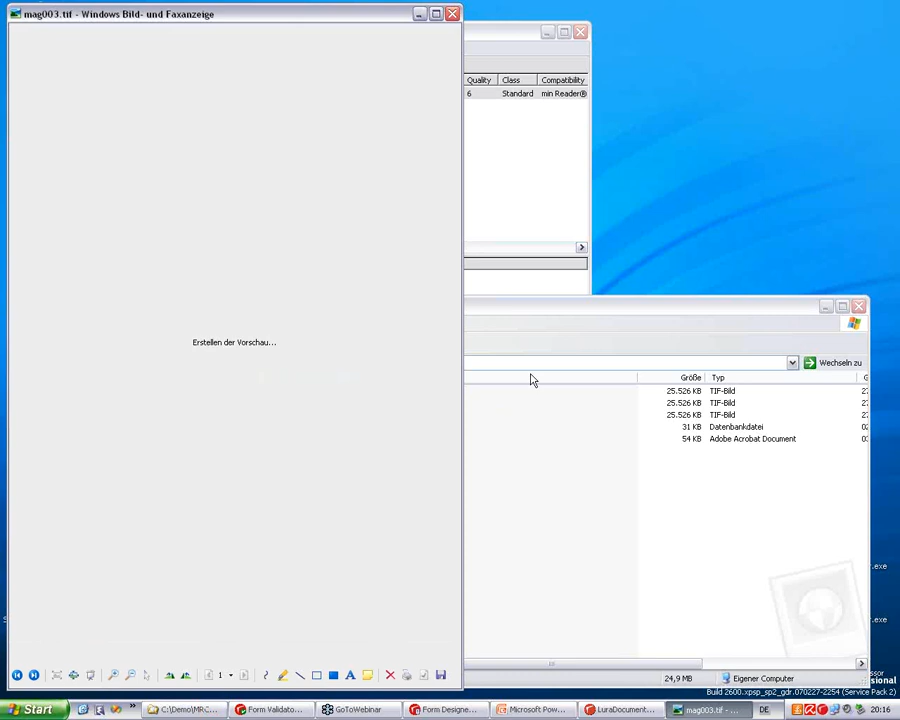 mag003.tif - Windows Bild- und Faxanzeige
Quality Class Compatibility
6 Standard min Reader®
Erstellen der Vorschau...
Wechseln zu
Größe Typ
25.526 KB TIF-Bild
25.526 KB TIF-Bild
25.526 KB TIF-Bild
31 KB Datenbankdatei
54 KB Adobe Acrobat Document
r.exe
r.exe
1
A
24,9 MB Eigener Computer
Build 2600.xpsp_sp2_gdr.070227-2254 (Service Pack 2)
Start
C:\Demo\MRC...
Form Validato...
GoToWebinar
Form Designe...
Microsoft Pow...
LuraDocument...
mag003.tif - ...
DE
20:16